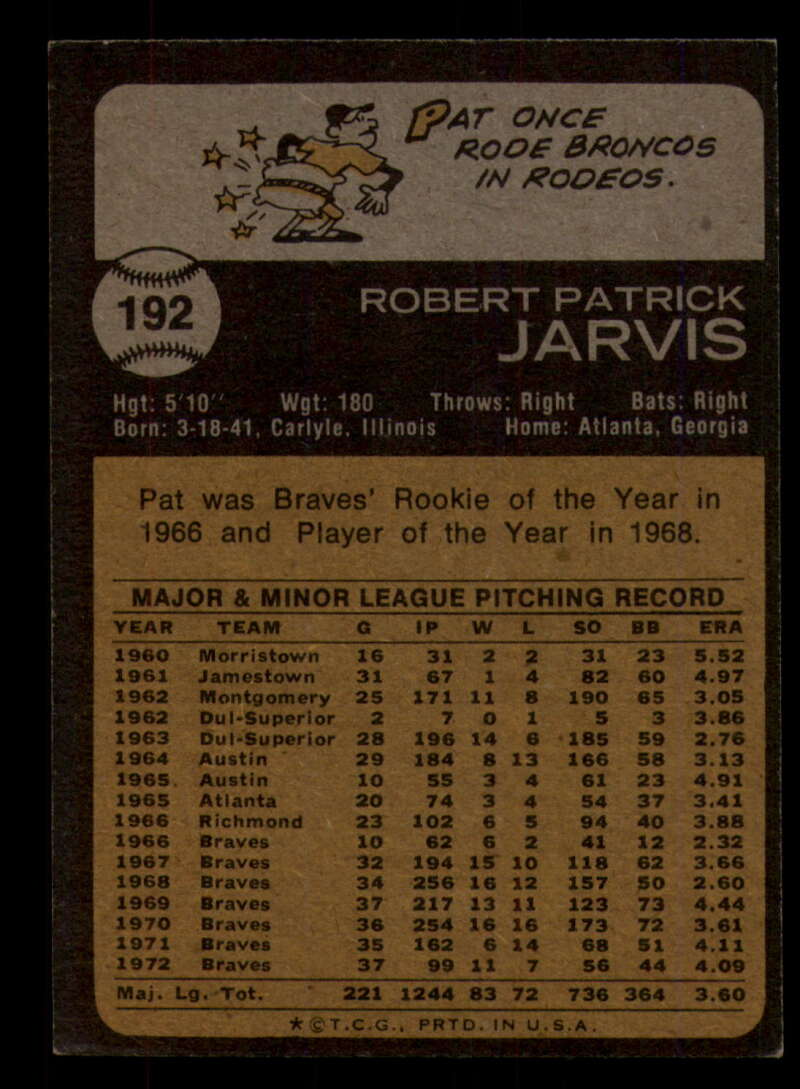 PAT ONCE
RODE BRONCOS
IN RODEOS.
192
ROBERT PATRICK
JARVIS
Hgt: 5'10" Wgt: 180 Throws: Right Bats: Right
Born: 3-18-41, Carlyle, Illinois Home: Atlanta, Georgia
Pat was Braves' Rookie of the Year in
1966 and Player of the Year in 1968.
MAJOR & MINOR LEAGUE PITCHING RECORD
YEAR TEAM G IP W L SO BB ERA
1960 Morristown 16 31 2 2 31 23 5.52
1961 Jamestown 31 67 1 4 82 60 4.97
1962 Montgomery 25 171 11 8 190 65 3.05
1962 Dul-Superior 2 7 0 1 5 3 3.86
1963 Dul-Superior 28 196 14 6 185 59 2.76
1964 Austin 29 184 8 13 166 58 3.13
1965 Austin 10 55 3 4 61 23 4.91
1965 Atlanta 20 74 3 4 54 37 3.41
1966 Richmond 23 102 6 5 94 40 3.88
1966 Braves 10 62 6 2 41 12 2.32
1967 Braves 32 194 15 10 118 62 3.66
1968 Braves 34 256 16 12 157 50 2.60
1969 Braves 37 217 13 11 123 73 4.44
1970 Braves 36 254 16 16 173 72 3.61
1971 Braves 35 162 6 14 68 51 4.11
1972 Braves 37 99 11 7 56 44 4.09
Maj. Lg. Tot. 221 1244 83 72 736 364 3.60
★©T.C.G., PRTD. IN U.S.A.